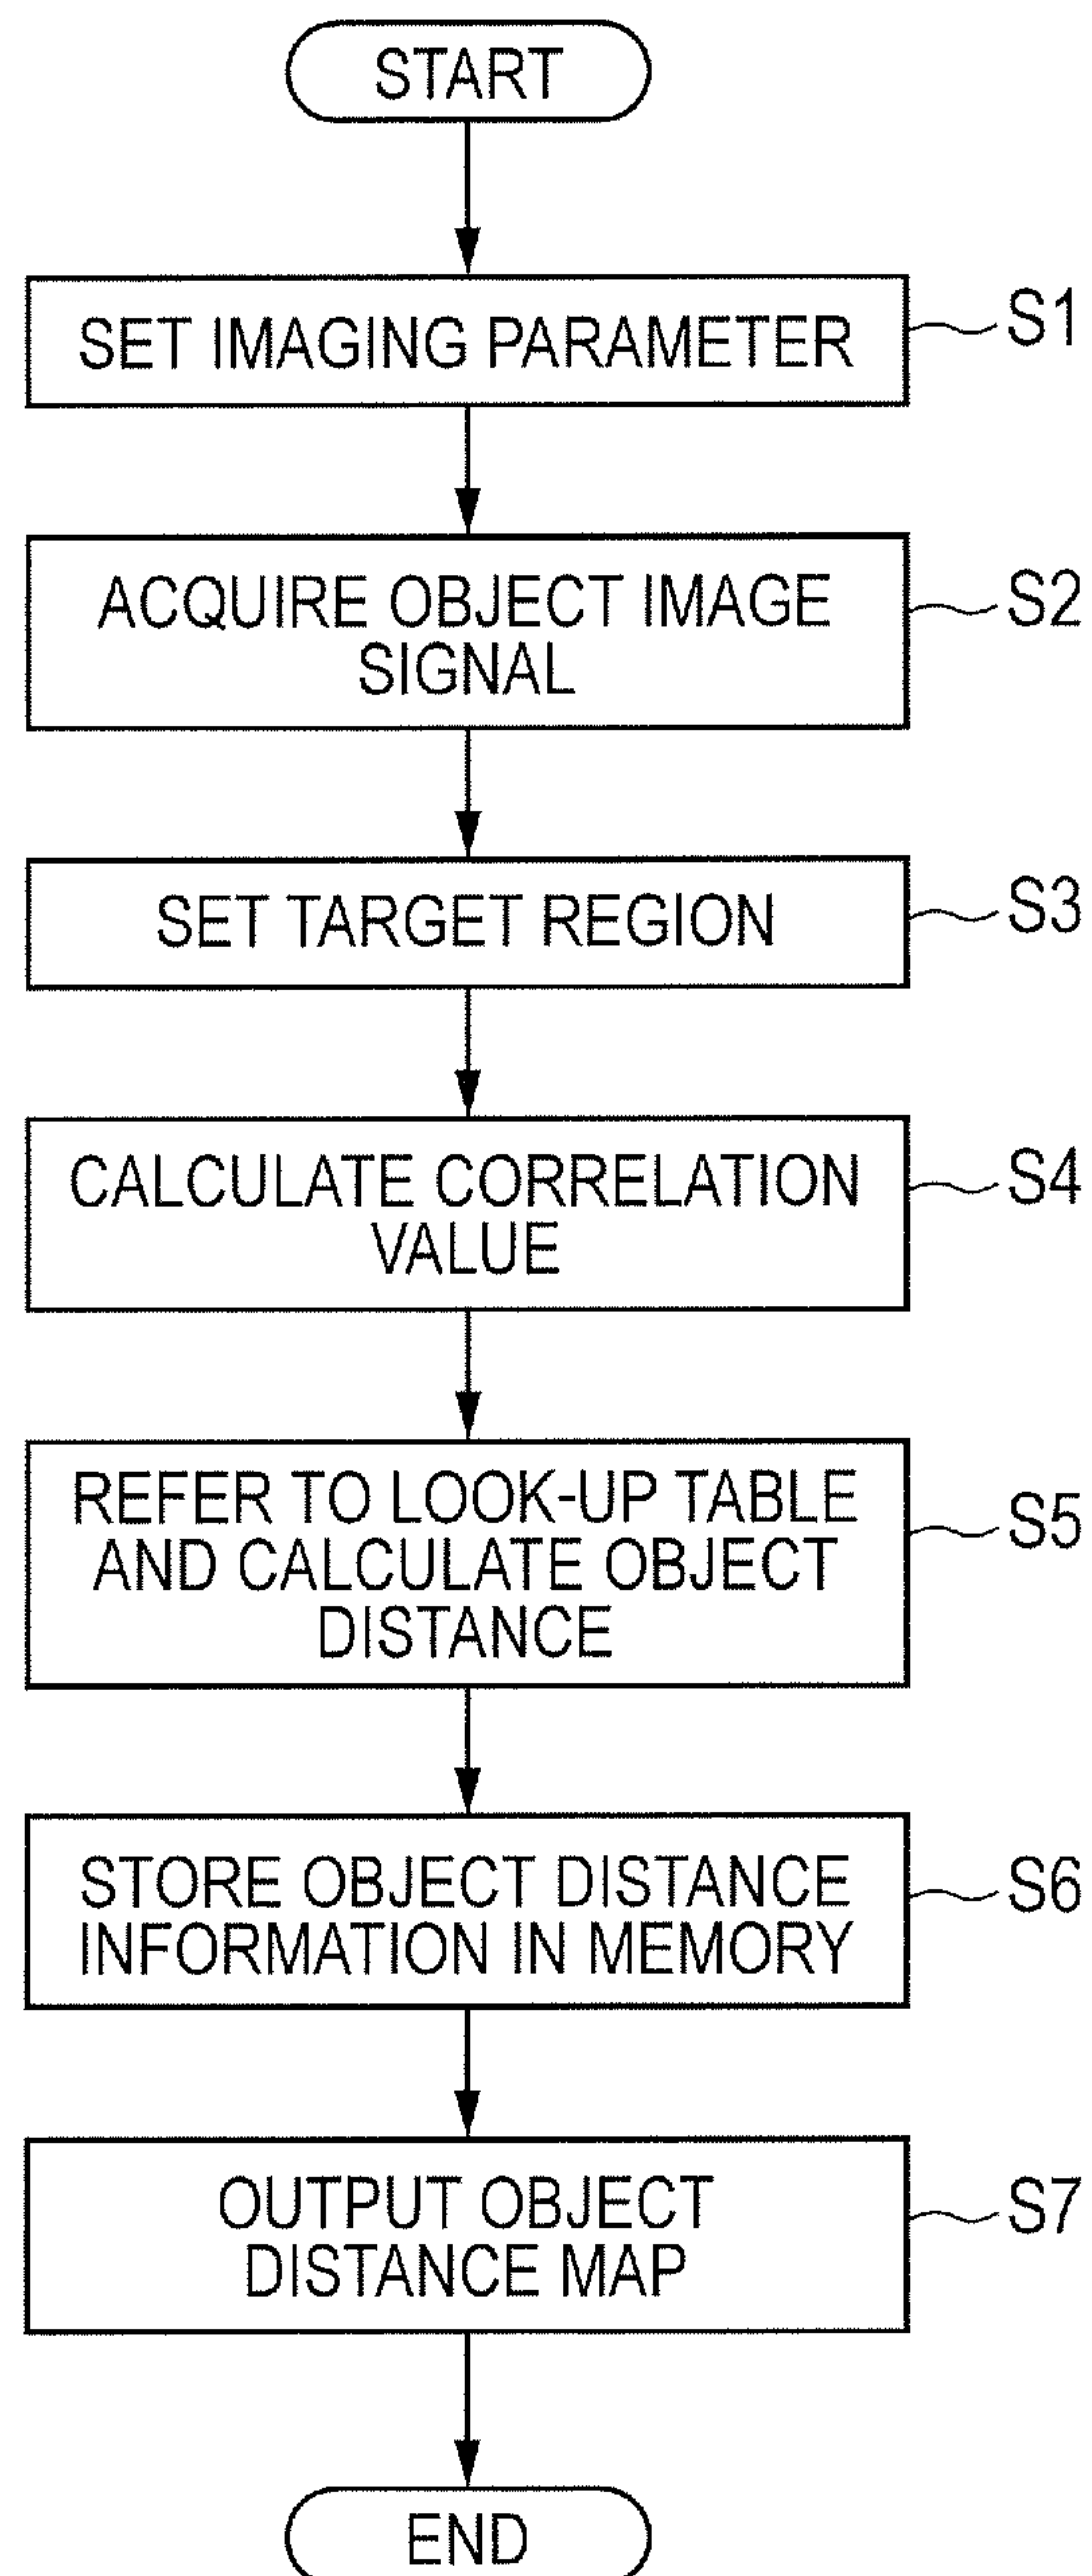 START
SET IMAGING PARAMETER
S1
ACQUIRE OBJECT IMAGE
SIGNAL
S2
SET TARGET REGION
S3
CALCULATE CORRELATION
VALUE
S4
REFER TO LOOK-UP TABLE
AND CALCULATE OBJECT
DISTANCE
S5
STORE OBJECT DISTANCE
INFORMATION IN MEMORY
S6
OUTPUT OBJECT
DISTANCE MAP
S7
END